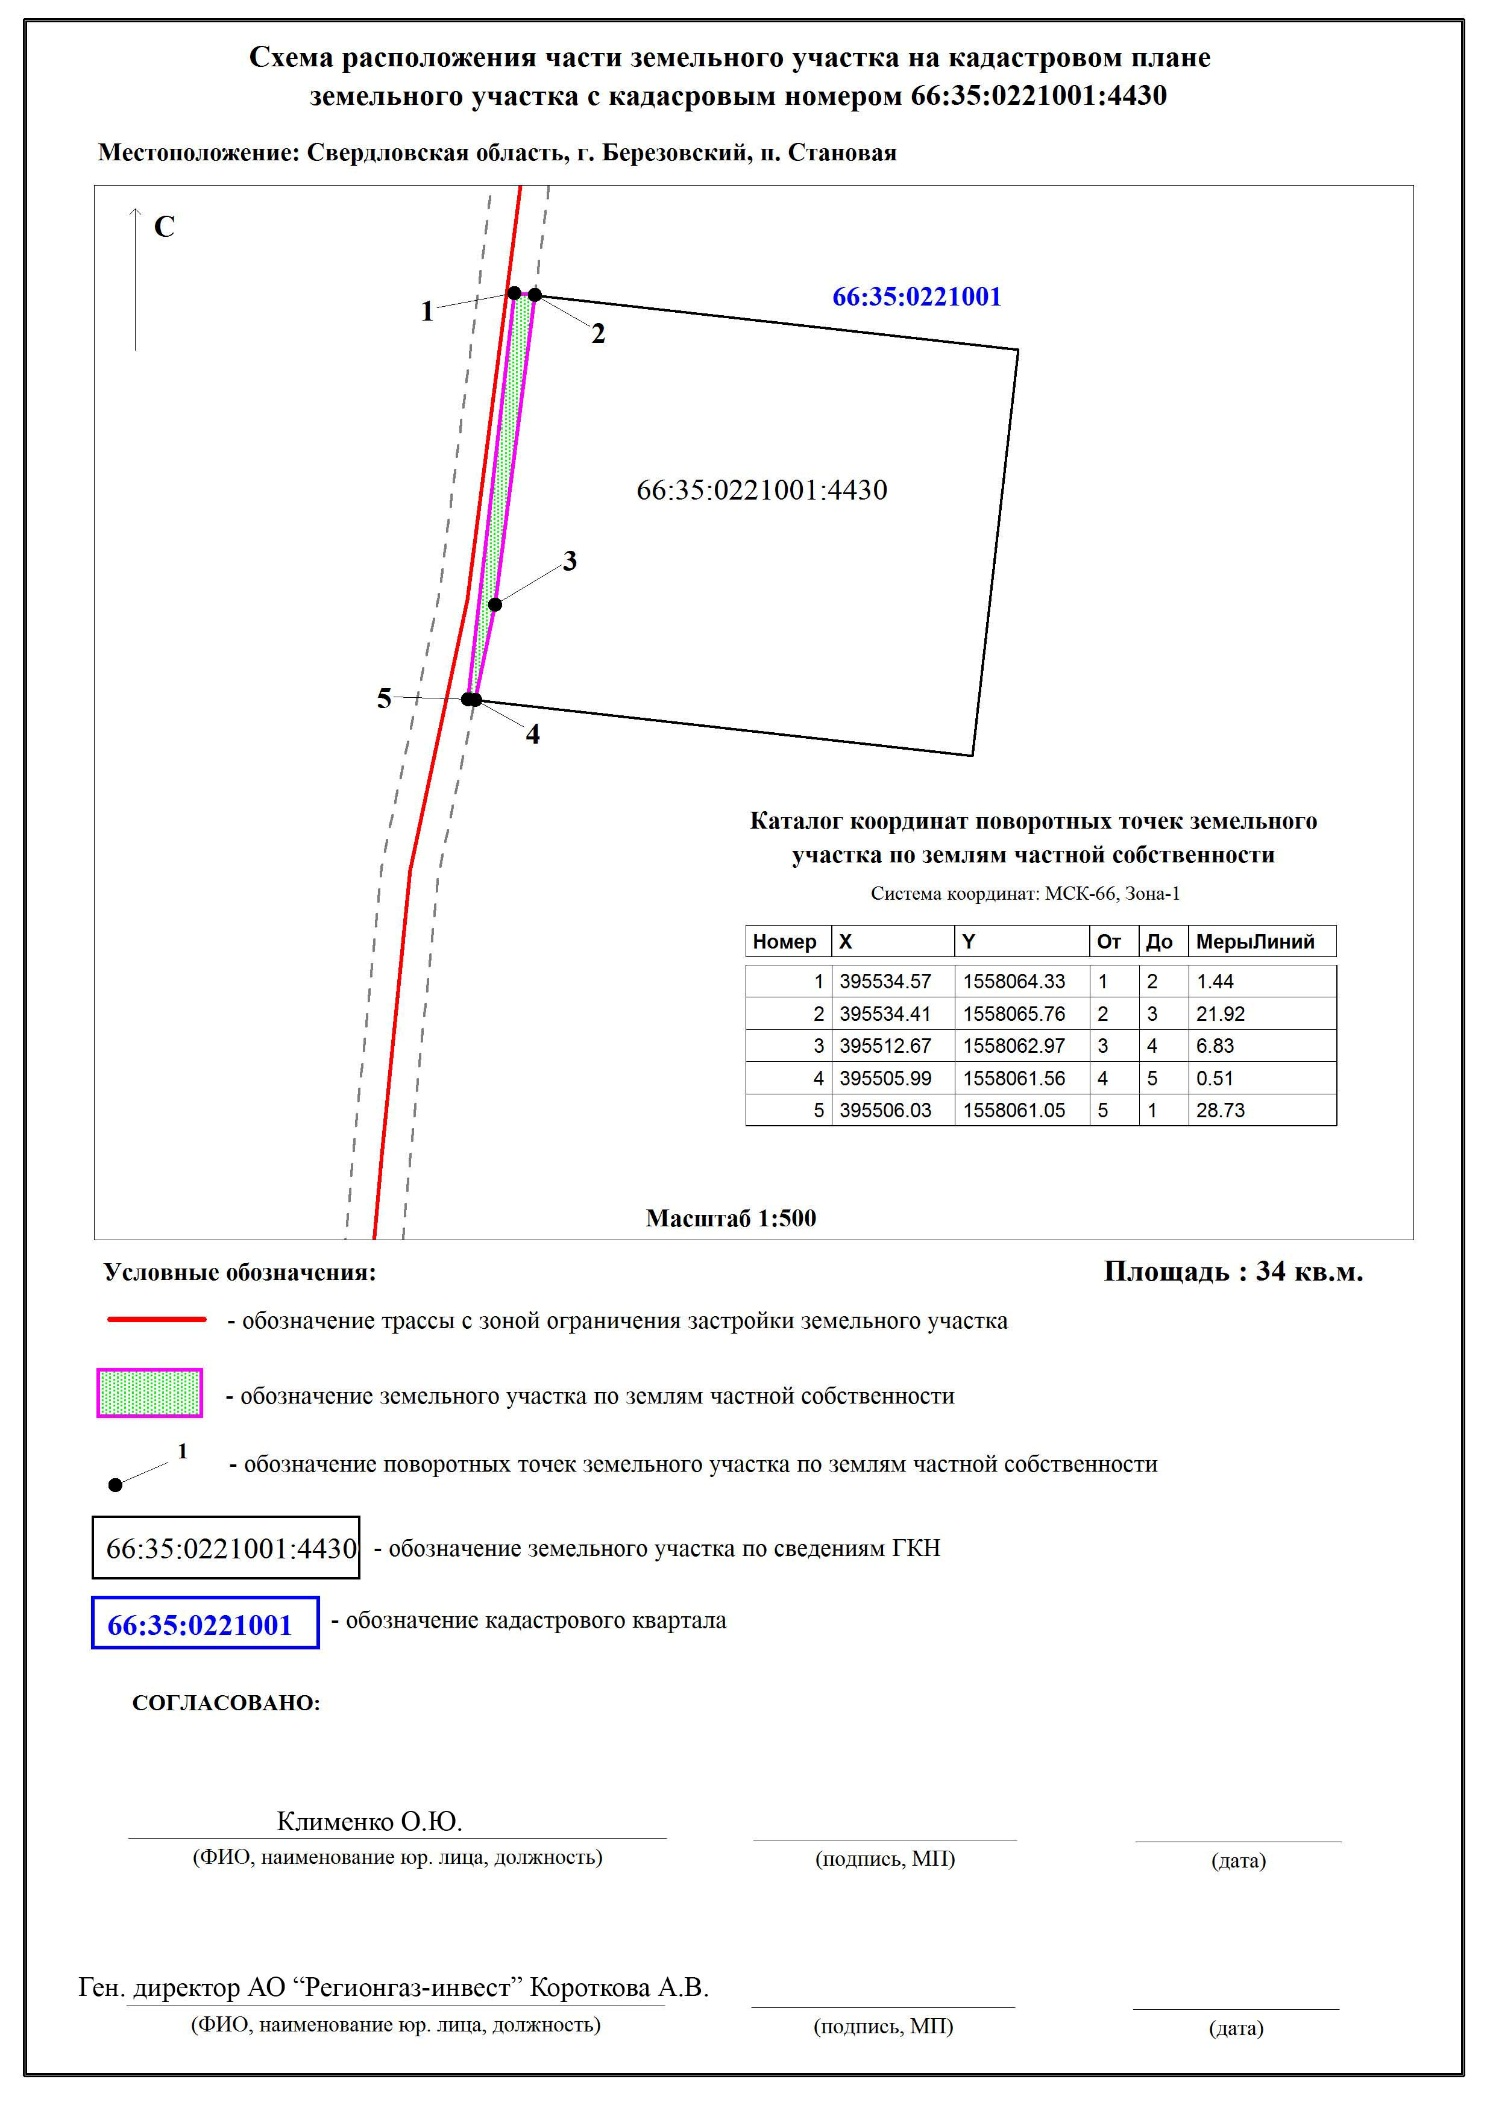 Схема расположения части земельного участка на кадастровом плане
земельного участка с кадасровым номером 66:35:0221001:4430
Местоположение: Свердловская область, г. Березовский, п. Становая
С
66:35:0221001
1
2
66:35:0221001:4430
3
5
4
Каталог координат поворотных точек земельного
участка по землям частной собственности
Система координат: МСК-66, Зона-1
Номер X Y От До МерыЛиний
1 395534.57 1558064.33 1 2 1.44
2 395534.41 1558065.76 2 3 21.92
3 395512.67 1558062.97 3 4 6.83
4 395505.99 1558061.56 4 5 0.51
5 395506.03 1558061.05 5 1 28.73
Масштаб 1:500
Условные обозначения:
Площадь : 34 кв.м.
- обозначение трассы с зоной ограничения застройки земельного участка
- обозначение земельного участка по землям частной собственности
1
- обозначение поворотных точек земельного участка по землям частной собственности
66:35:0221001:4430 - обозначение земельного участка по сведениям ГКН
66:35:0221001 - обозначение кадастрового квартала
СОГЛАСОВАНО:
Клименко О.Ю.
(ФИО, наименование юр. лица, должность) (подпись, МП) (дата)
Ген. директор АО “Регионгаз-инвест” Короткова А.В.
(ФИО, наименование юр. лица, должность) (подпись, МП) (дата)